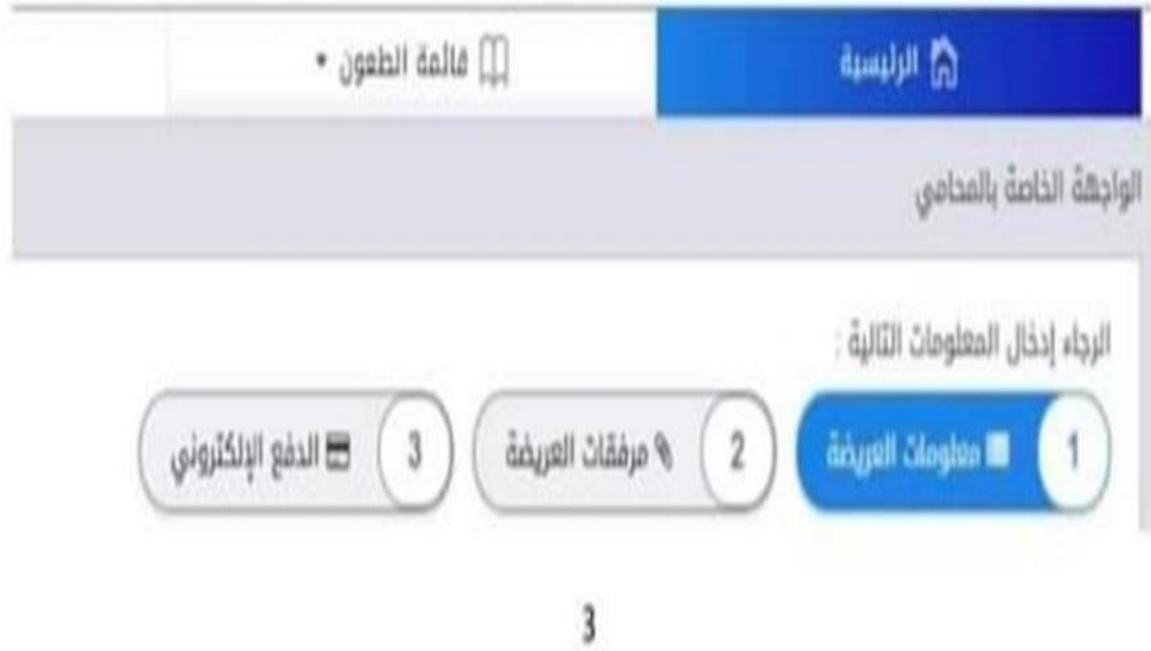 الرئيسية قائمة الطعون
الواجهة الخاصة بالمحامي
الرجاء إدخال المعلومات التالية :
1 معلومات العريضة 2 مرفقات العريضة 3 الدفع الإلكتروني
3